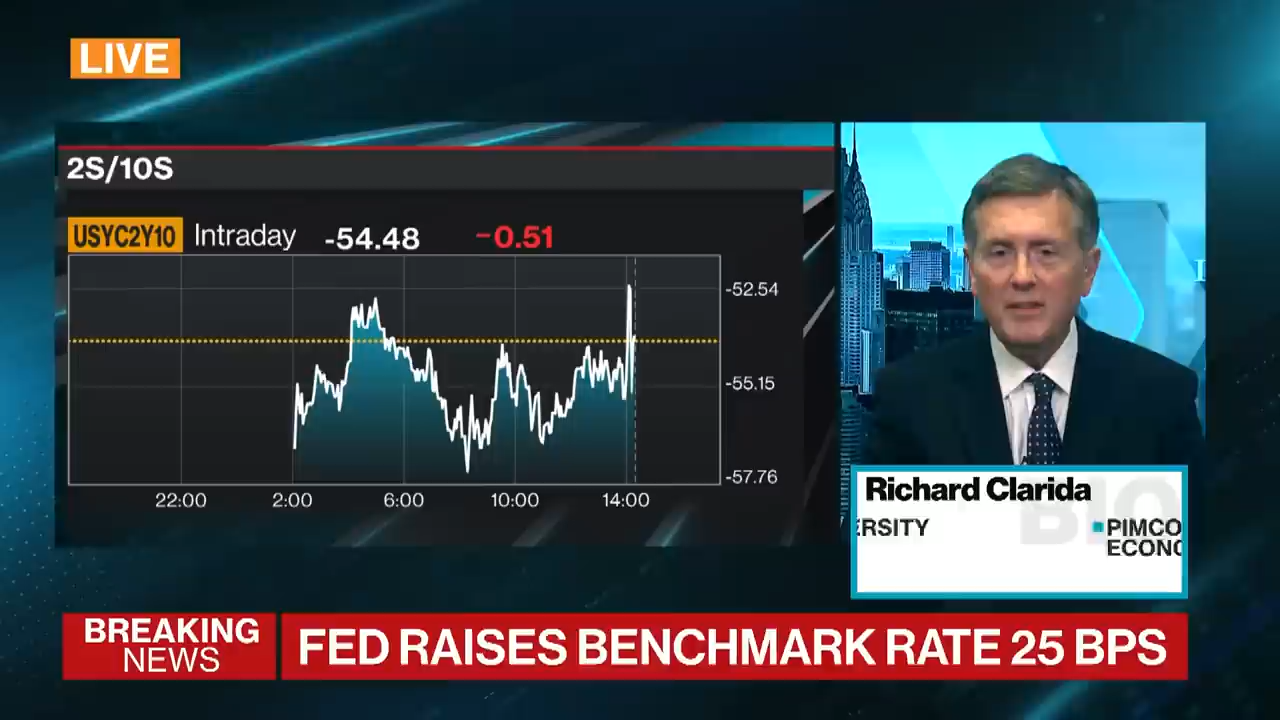 LIVE
2S/10S
USYC2Y10 Intraday -54.48 -0.51
-52.54
-55.15
-57.76
22:00 2:00 6:00 10:00 14:00
Richard Clarida
ERSITY ▪PIMCO
ECONO
BREAKING
NEWS
FED RAISES BENCHMARK RATE 25 BPS